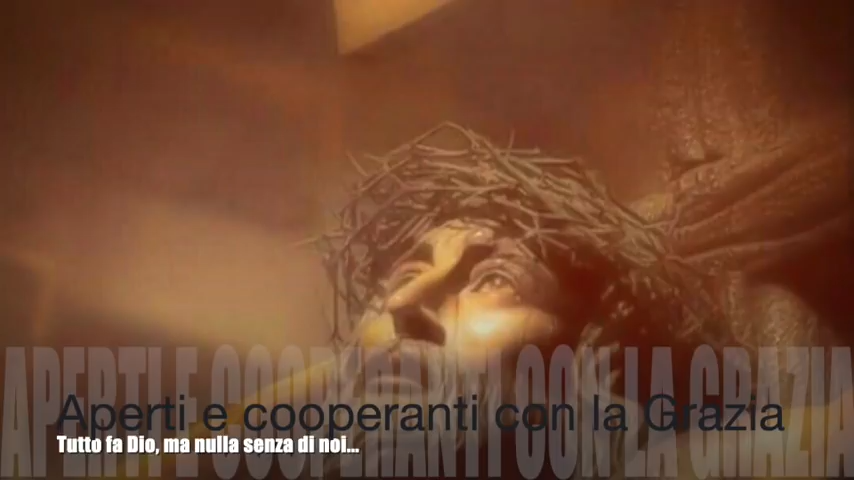 APERTI E COOPERANTI CON LA GRAZIA
Aperti e cooperanti con la Grazia
Tutto fa Dio, ma nulla senza di noi...